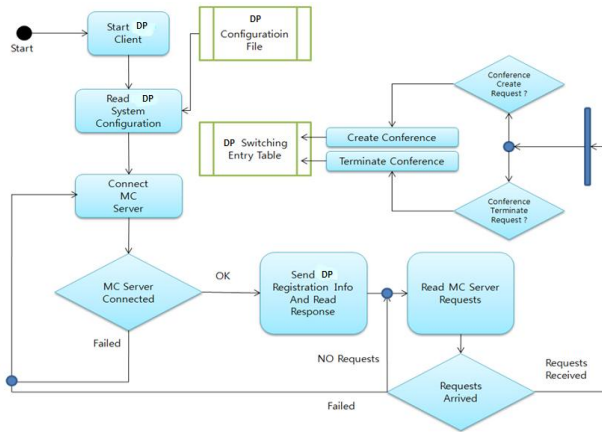 Start
Start DP
Client
DP
Configuratioin
File
Read DP
System
Configuration
Connect
MC
Server
MC Server
Connected
OK
Failed
Send DP
Registration Info
And Read
Response
Read MC Server
Requests
NO Requests
Requests
Arrived
Failed
Requests
Received
Conference
Create
Request ?
Create Conference
Terminate Conference
DP Switching
Entry Table
Conference
Terminate
Request ?